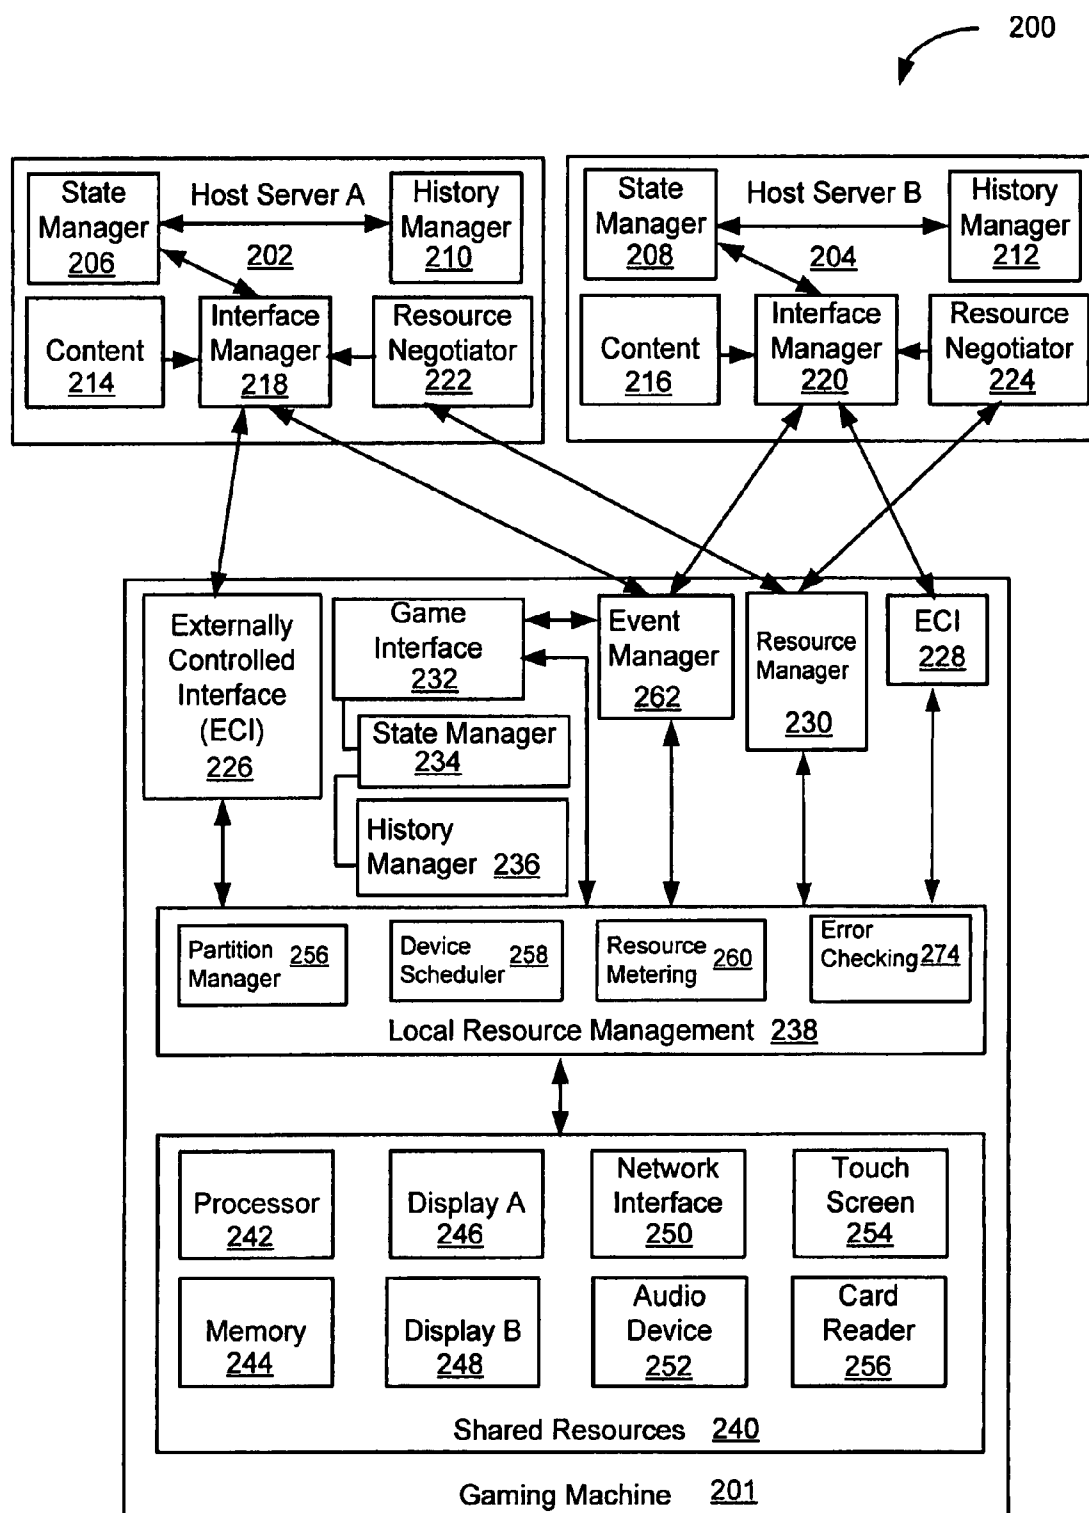 200
State
Manager
206
Host Server A
202
History
Manager
210
Content
214
Interface
Manager
218
Resource
Negotiator
222
State
Manager
208
Host Server B
204
History
Manager
212
Content
216
Interface
Manager
220
Resource
Negotiator
224
Externally
Controlled
Interface
(ECI)
226
Game
Interface
232
State Manager
234
History
Manager 236
Event
Manager
262
Resource
Manager
230
ECI
228
Partition
Manager 256
Device
Scheduler 258
Resource
Metering 260
Error
Checking 274
Local Resource Management 238
Processor
242
Display A
246
Network
Interface
250
Touch
Screen
254
Memory
244
Display B
248
Audio
Device
252
Card
Reader
256
Shared Resources 240
Gaming Machine 201